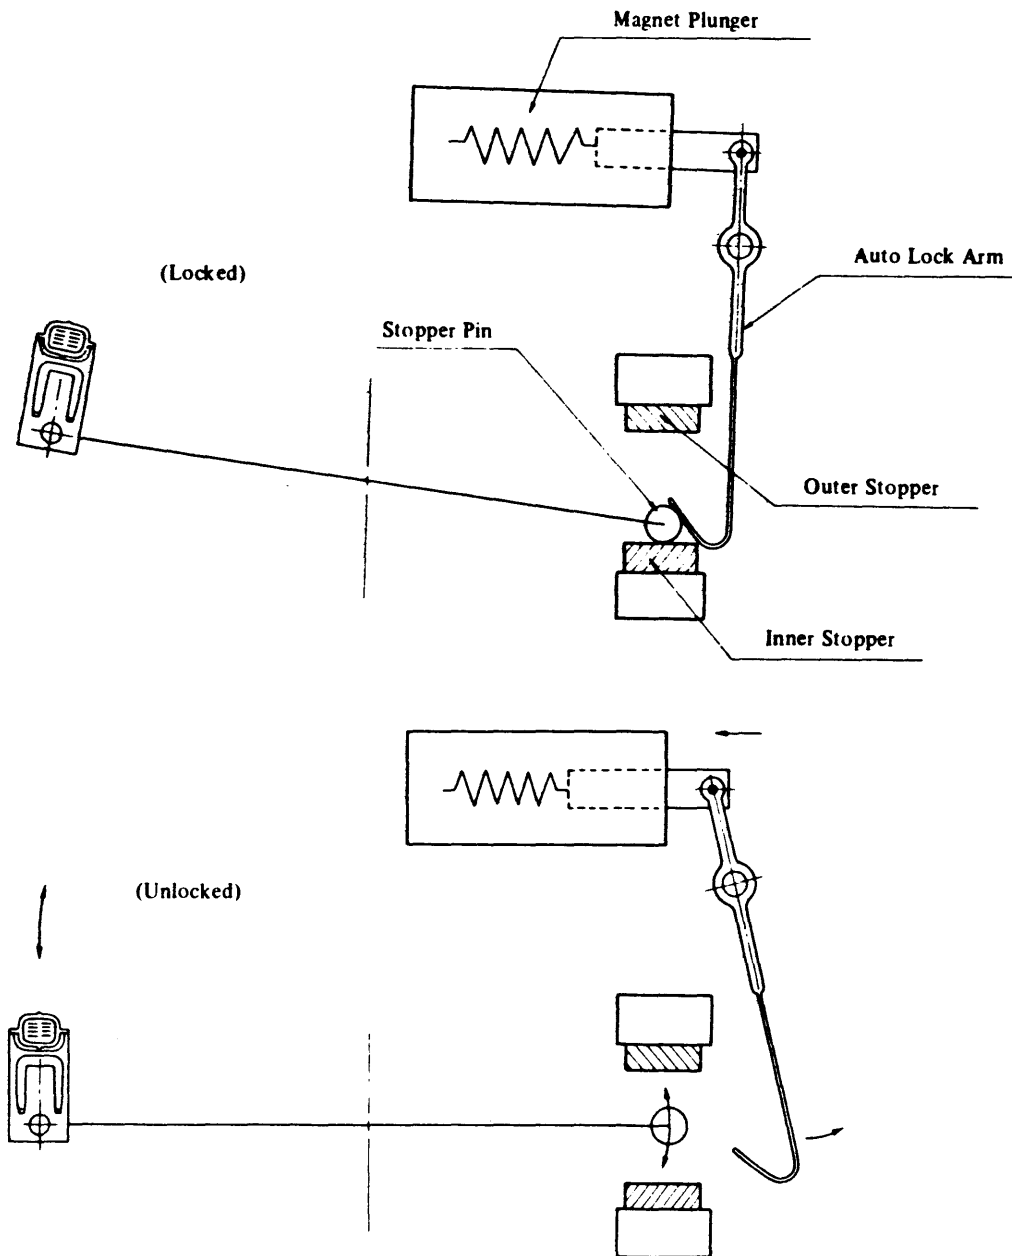 Magnet Plunger
(Locked)
Auto Lock Arm
Stopper Pin
Outer Stopper
Inner Stopper
(Unlocked)